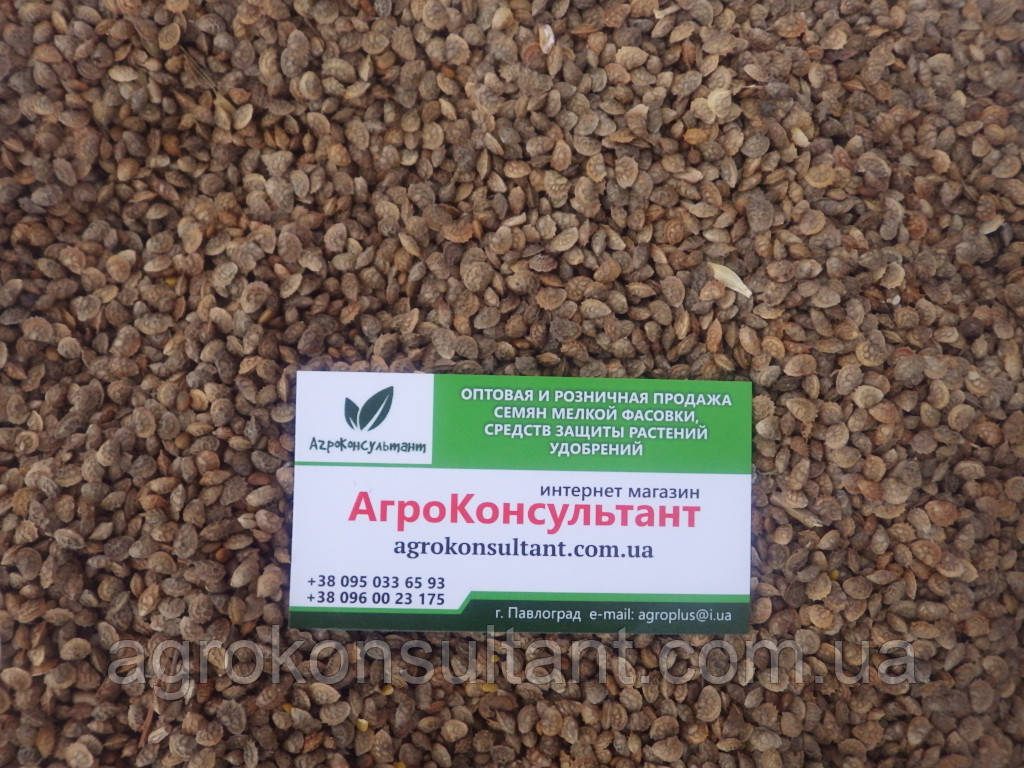 АгроКонсультант
ОПТОВАЯ И РОЗНИЧНАЯ ПРОДАЖА
СЕМЯН МЕЛКОЙ ФАСОВКИ,
СРЕДСТВ ЗАЩИТЫ РАСТЕНИЙ
УДОБРЕНИЙ
интернет магазин
АгроКонсультант
agrokonsultant.com.ua
+38 095 033 65 93
+38 096 00 23 175
г. Павлоград e-mail: agroplus@i.ua
agrokonsultant.com.ua